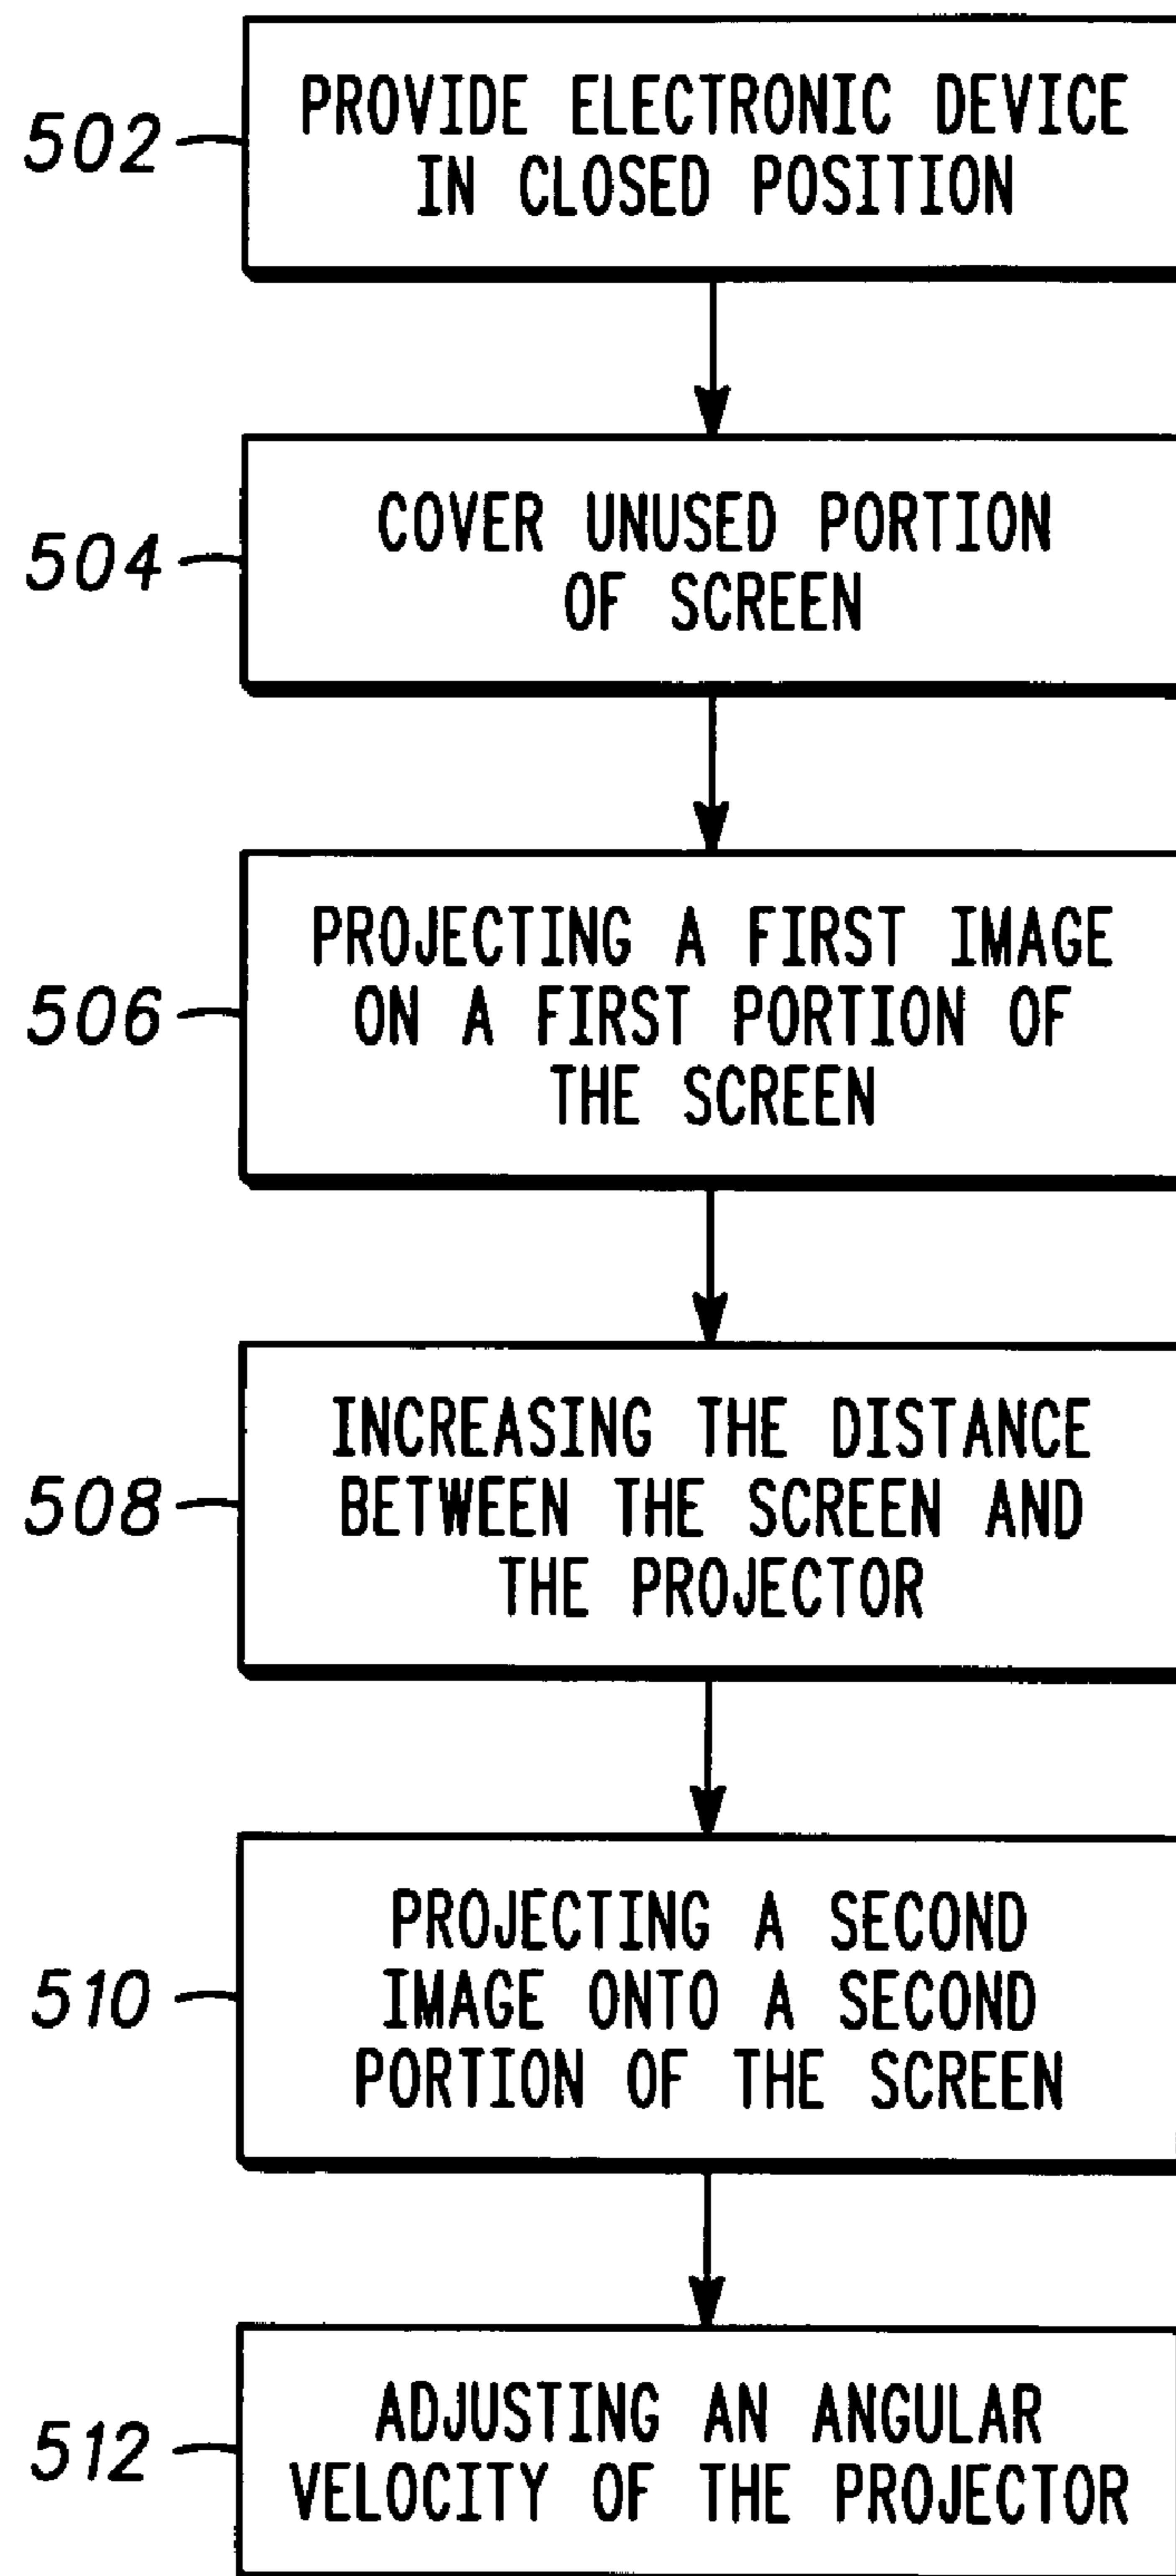 502
PROVIDE ELECTRONIC DEVICE
IN CLOSED POSITION
504
COVER UNUSED PORTION
OF SCREEN
506
PROJECTING A FIRST IMAGE
ON A FIRST PORTION OF
THE SCREEN
508
INCREASING THE DISTANCE
BETWEEN THE SCREEN AND
THE PROJECTOR
510
PROJECTING A SECOND
IMAGE ONTO A SECOND
PORTION OF THE SCREEN
512
ADJUSTING AN ANGULAR
VELOCITY OF THE PROJECTOR